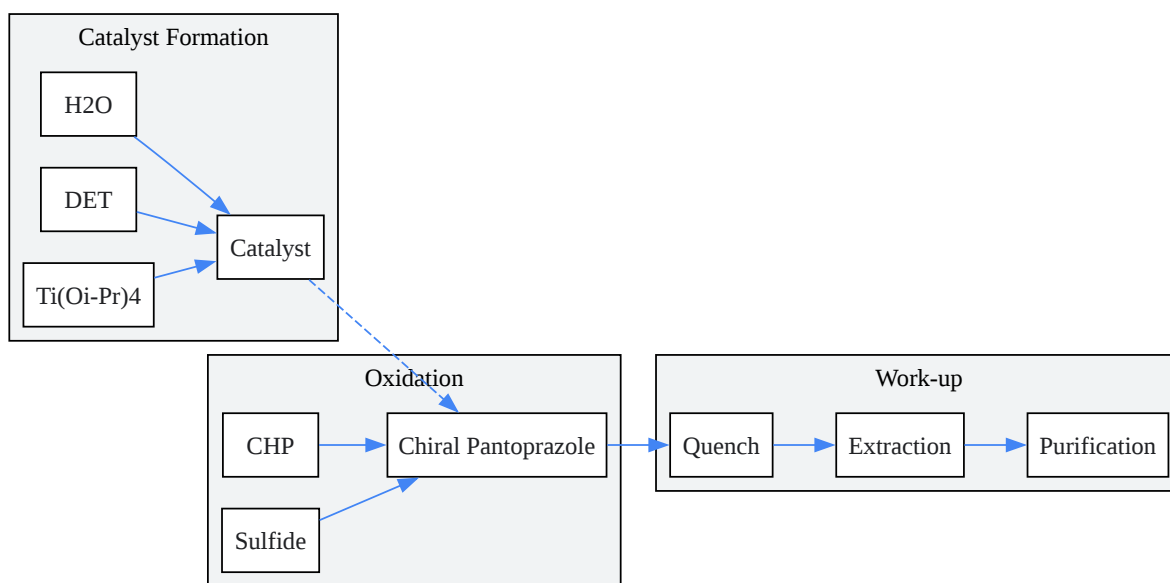 Catalyst Formation
H2O
DET
Catalyst
Ti(Oi-Pr)4
Oxidation
CHP
Chiral Pantoprazole
Sulfide
Work-up
Quench
Extraction
Purification